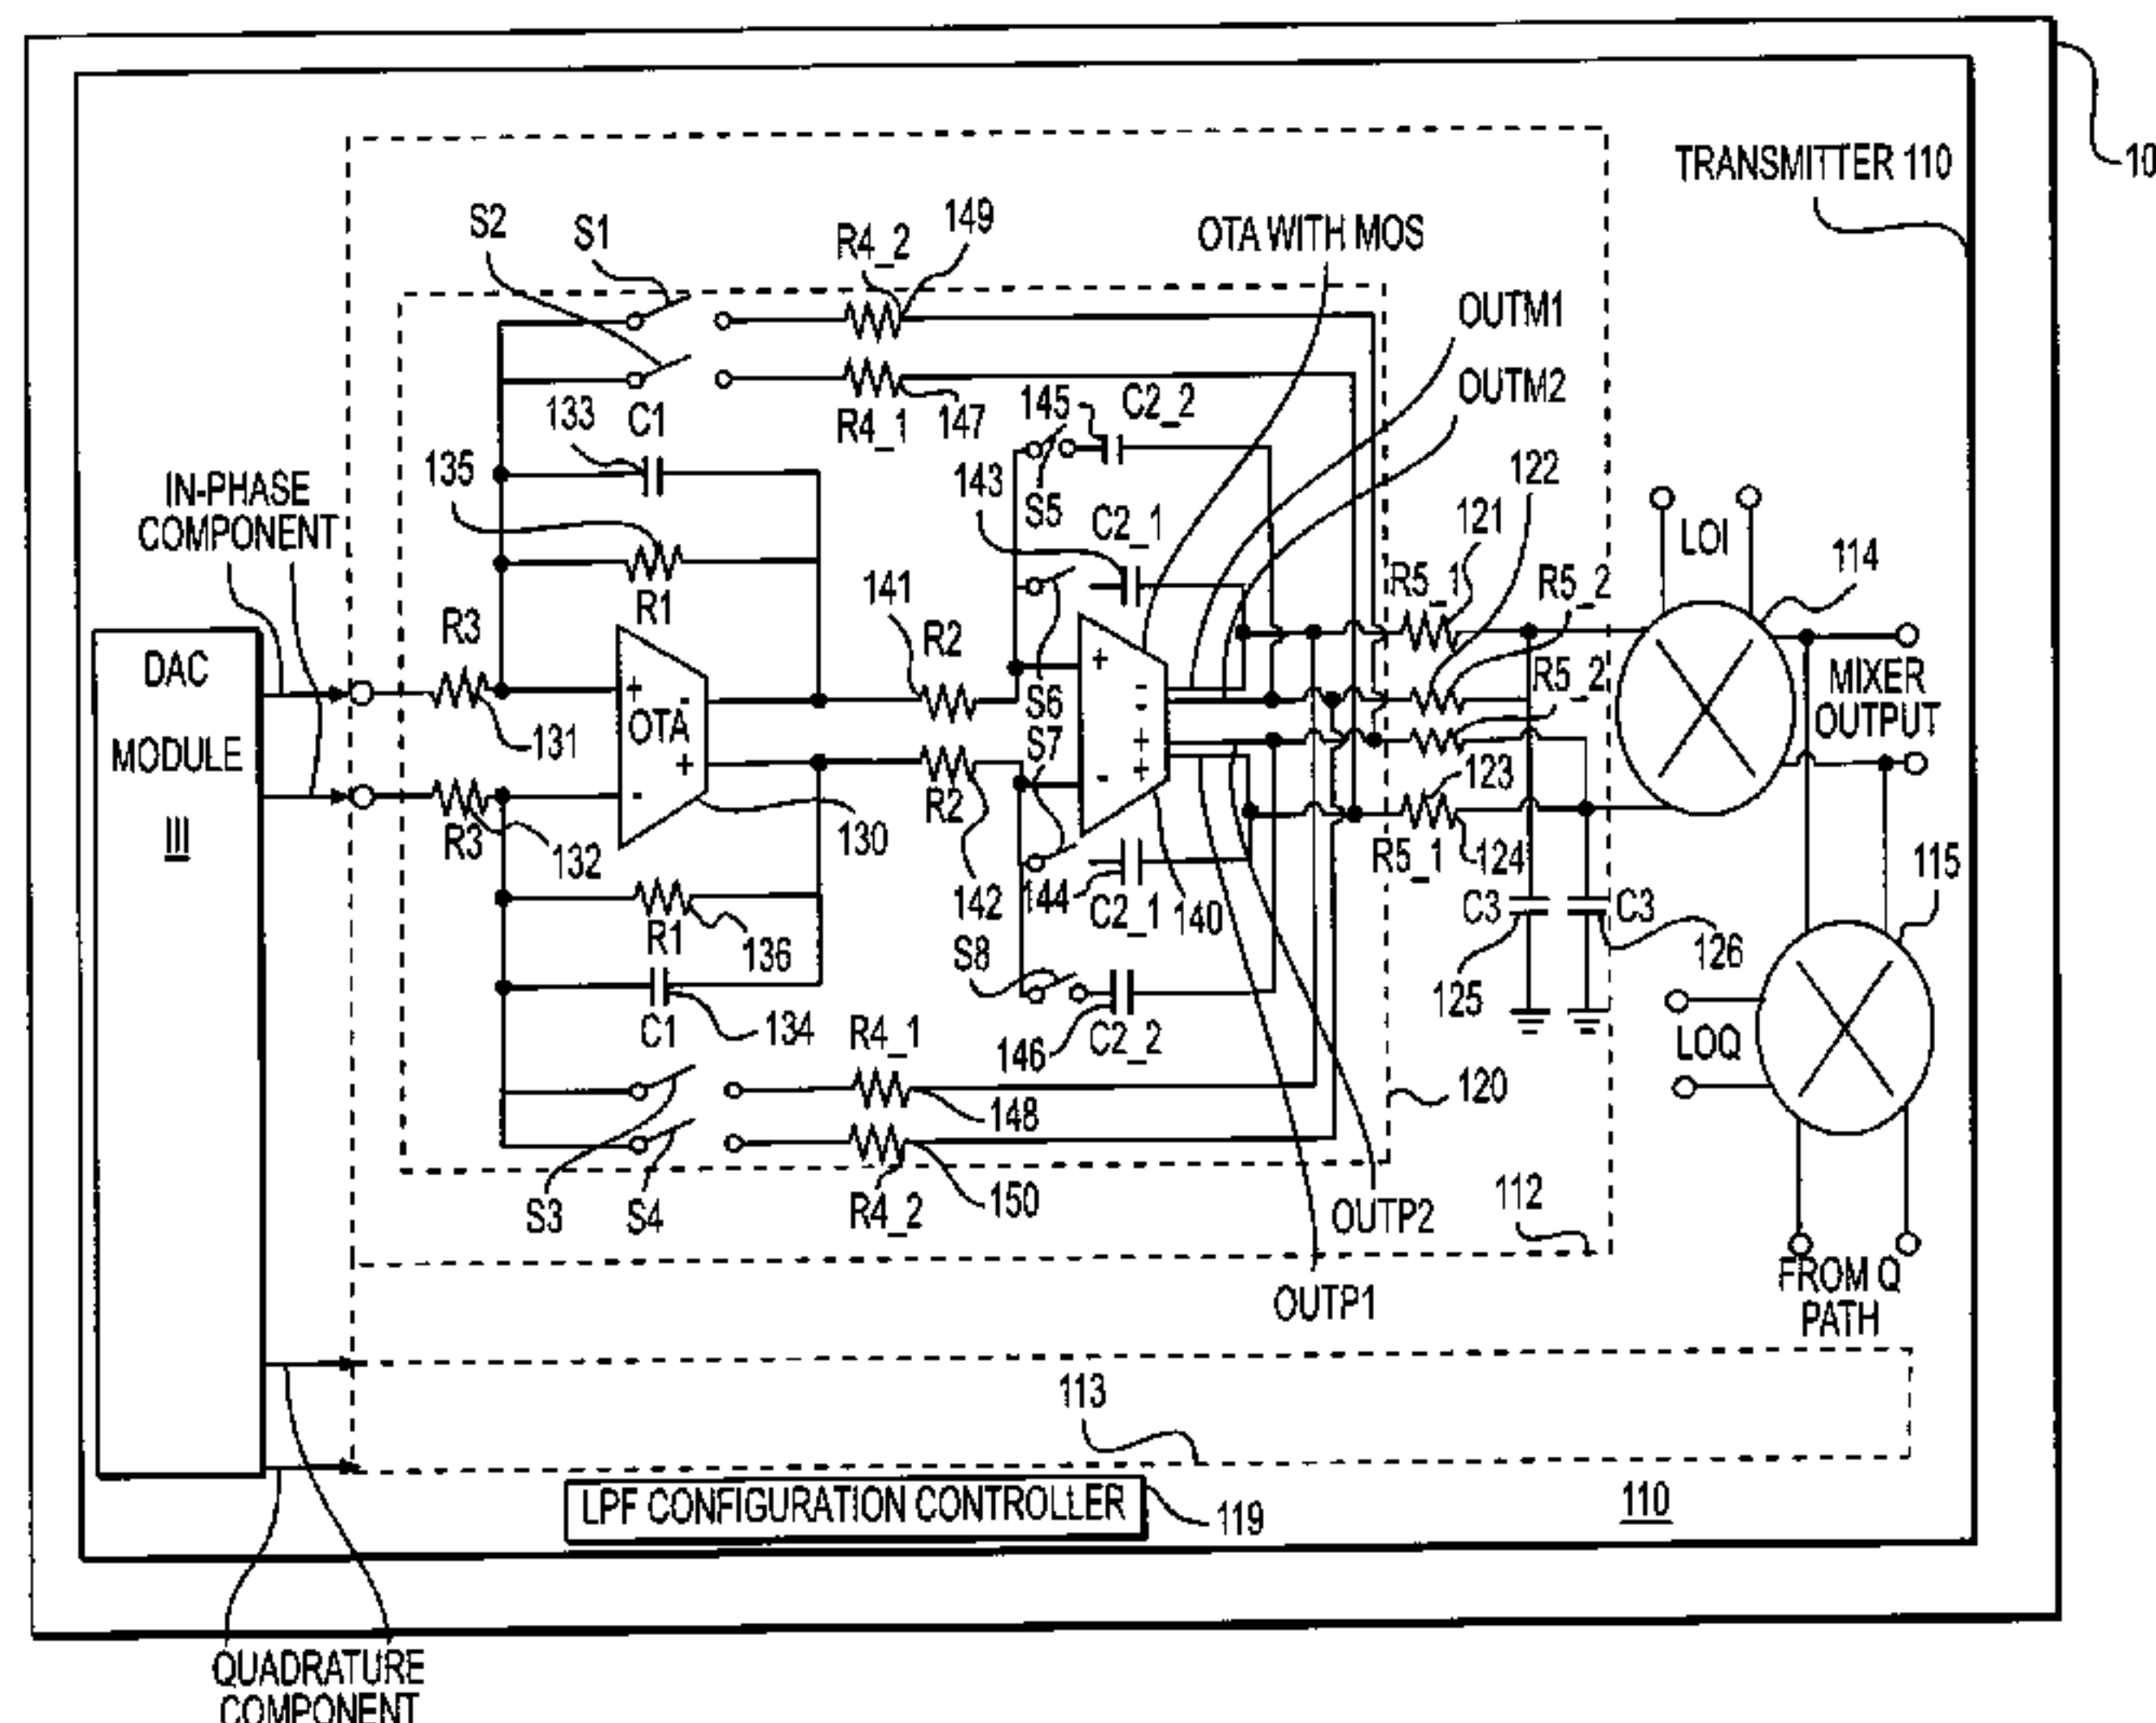 10
TRANSMITTER 110
S2
S1
R4_2
149
OTA WITH MOS
OUTM1
OUTM2
133
C1
R4_1
147
145
C2_2
135
143
S5
C2_1
122
121
IN-PHASE
COMPONENT
LOI
114
R1
141
R5_1
R5_2
DAC
MODULE
III
R3
R2
R5_2
MIXER
OUTPUT
+
-
OTA
+
-
131
S6
S7
+
-
-
-
+
+
R3
132
130
R2
123
R5_1
124
115
142
144
C2_1
140
C3
C3
R1
136
S8
125
126
C1
134
R4_1
146
C2_2
LOQ
148
120
S3
S4
R4_2
150
OUTP2
112
OUTP1
FROM Q
PATH
113
LPF CONFIGURATION CONTROLLER
119
110
QUADRATURE
COMPONENT